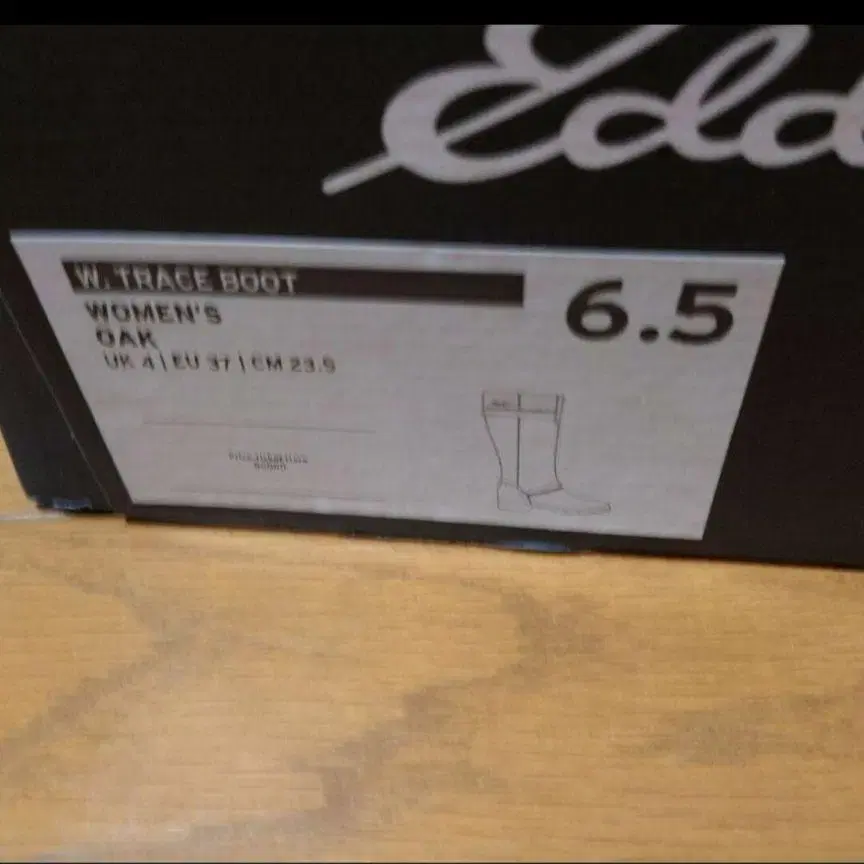 Edd
W. TRACE BOOT
6.5
WOMEN'S
OAK
UK 4 | EU 37 | CM 23.5